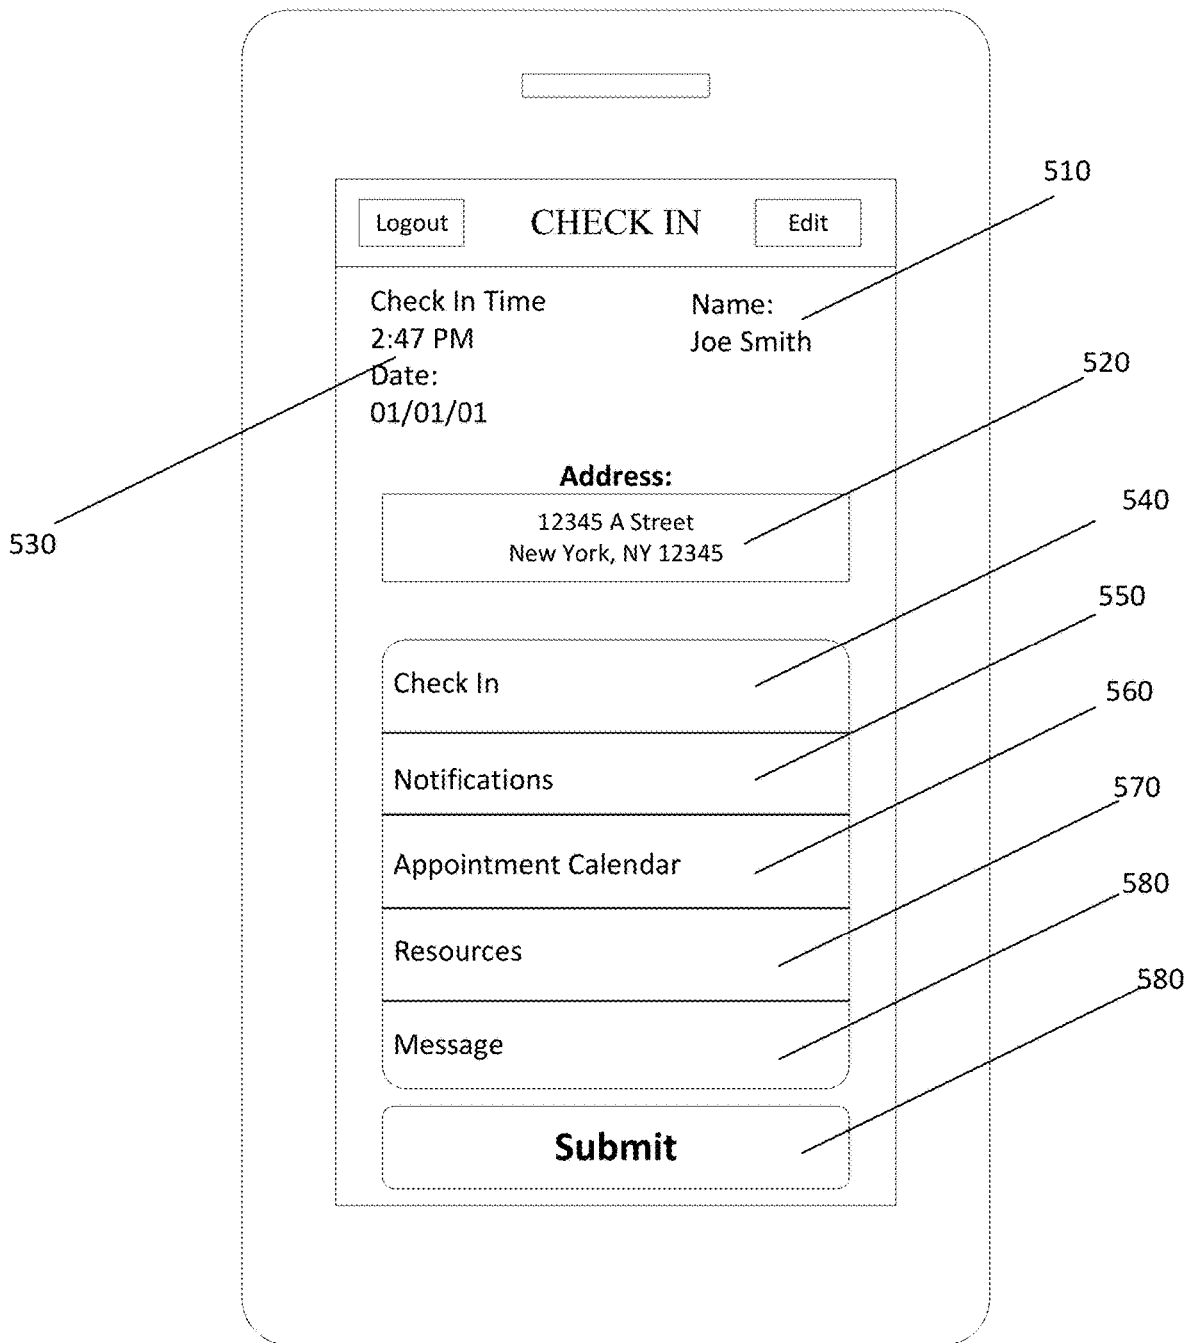 510
Logout
CHECK IN
Edit
Check In Time
2:47 PM
Date:
01/01/01
Name:
Joe Smith
520
530
Address:
12345 A Street
New York, NY 12345
540
550
Check In
560
Notifications
570
Appointment Calendar
580
Resources
580
Message
Submit